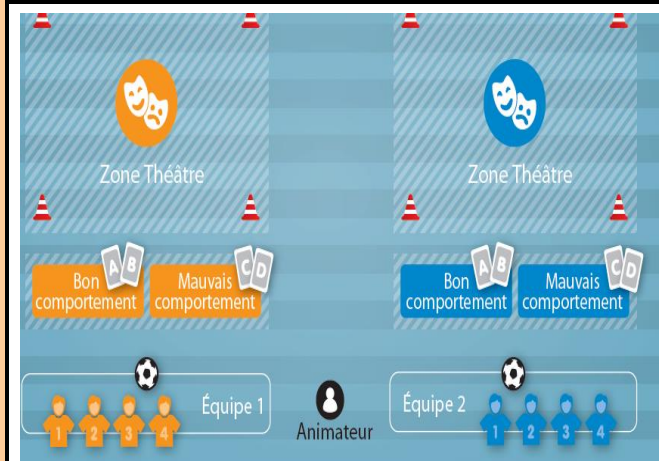 Zone Théâtre
Zone Théâtre
A B
C D
A B
C D
Bon
comportement
Mauvais
comportement
Bon
comportement
Mauvais
comportement
Équipe 1
1 2 3 4
Animateur
Équipe 2
1 2 3 4